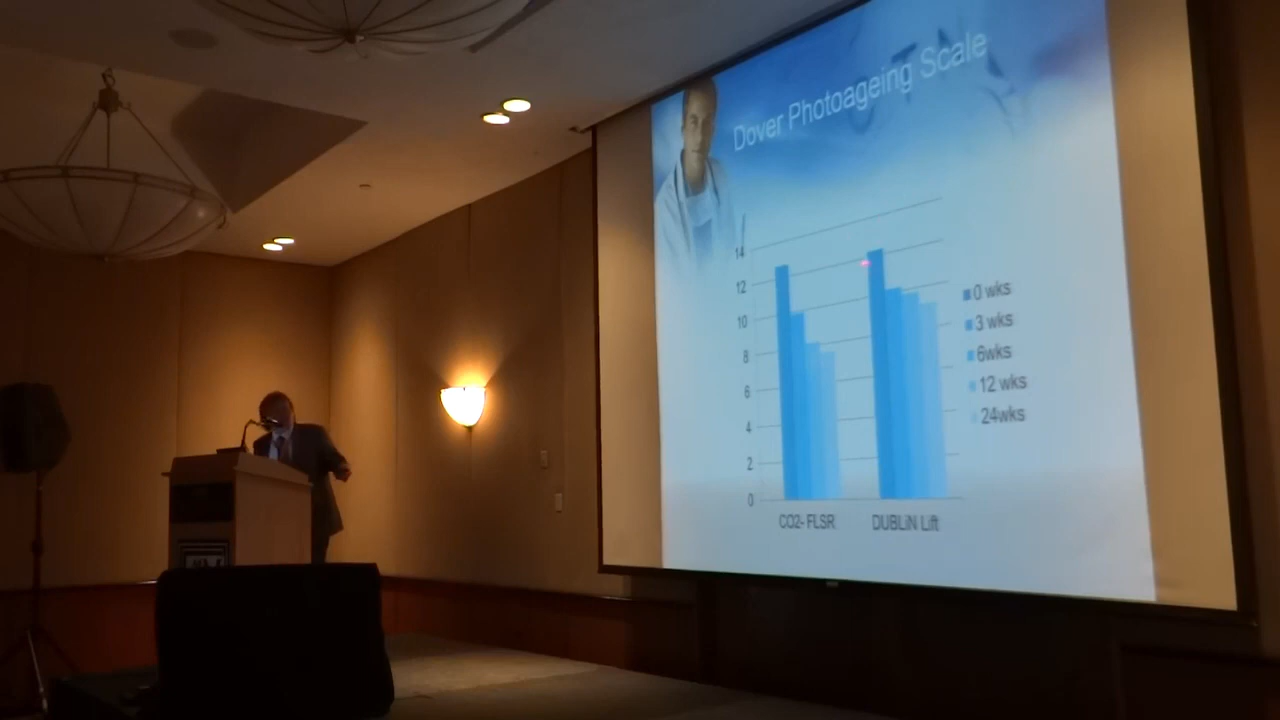 Dover Photoageing Scale
14
12
10
8
6
4
2
0
CO2- FLSR
DUBLiN Lift
0 wks
3 wks
6wks
12 wks
24wks